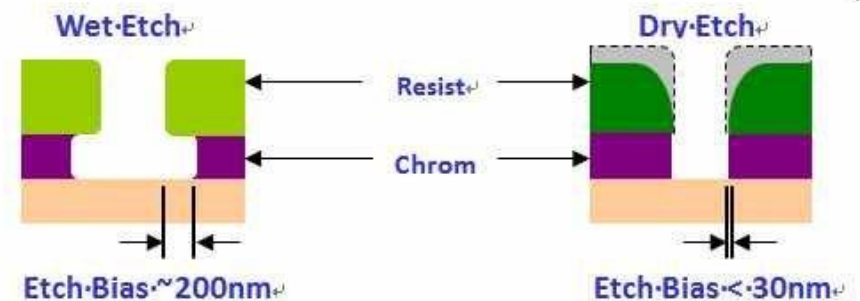 Wet·Etch↵
Dry·Etch↵
Resist↵
Chrom
Etch·Bias·~200nm↵
Etch·Bias·<·30nm↵